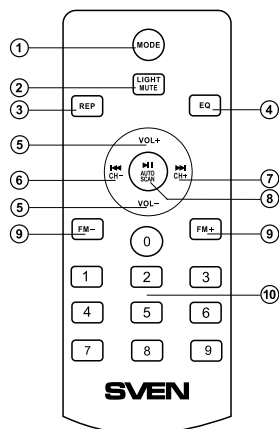 1 MODE
2 LIGHT MUTE
3 REP EQ 4
5 VOL+
6 CH- CH+ 7
AUTO SCAN 8
5 VOL-
9 FM- FM+ 9
0
10
1 2 3
4 5 6
7 8 9
SVEN